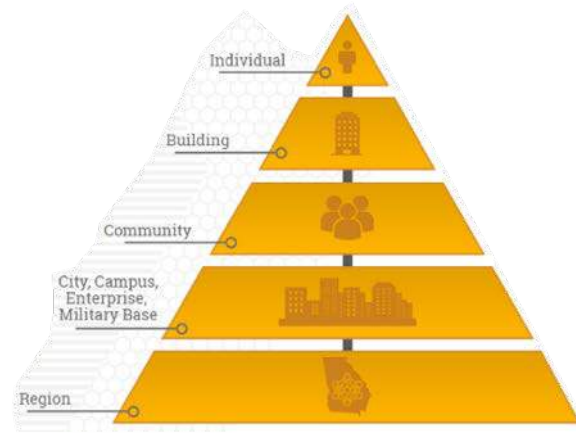 Individual
Building
Community
City, Campus,
Enterprise,
Military Base
Region